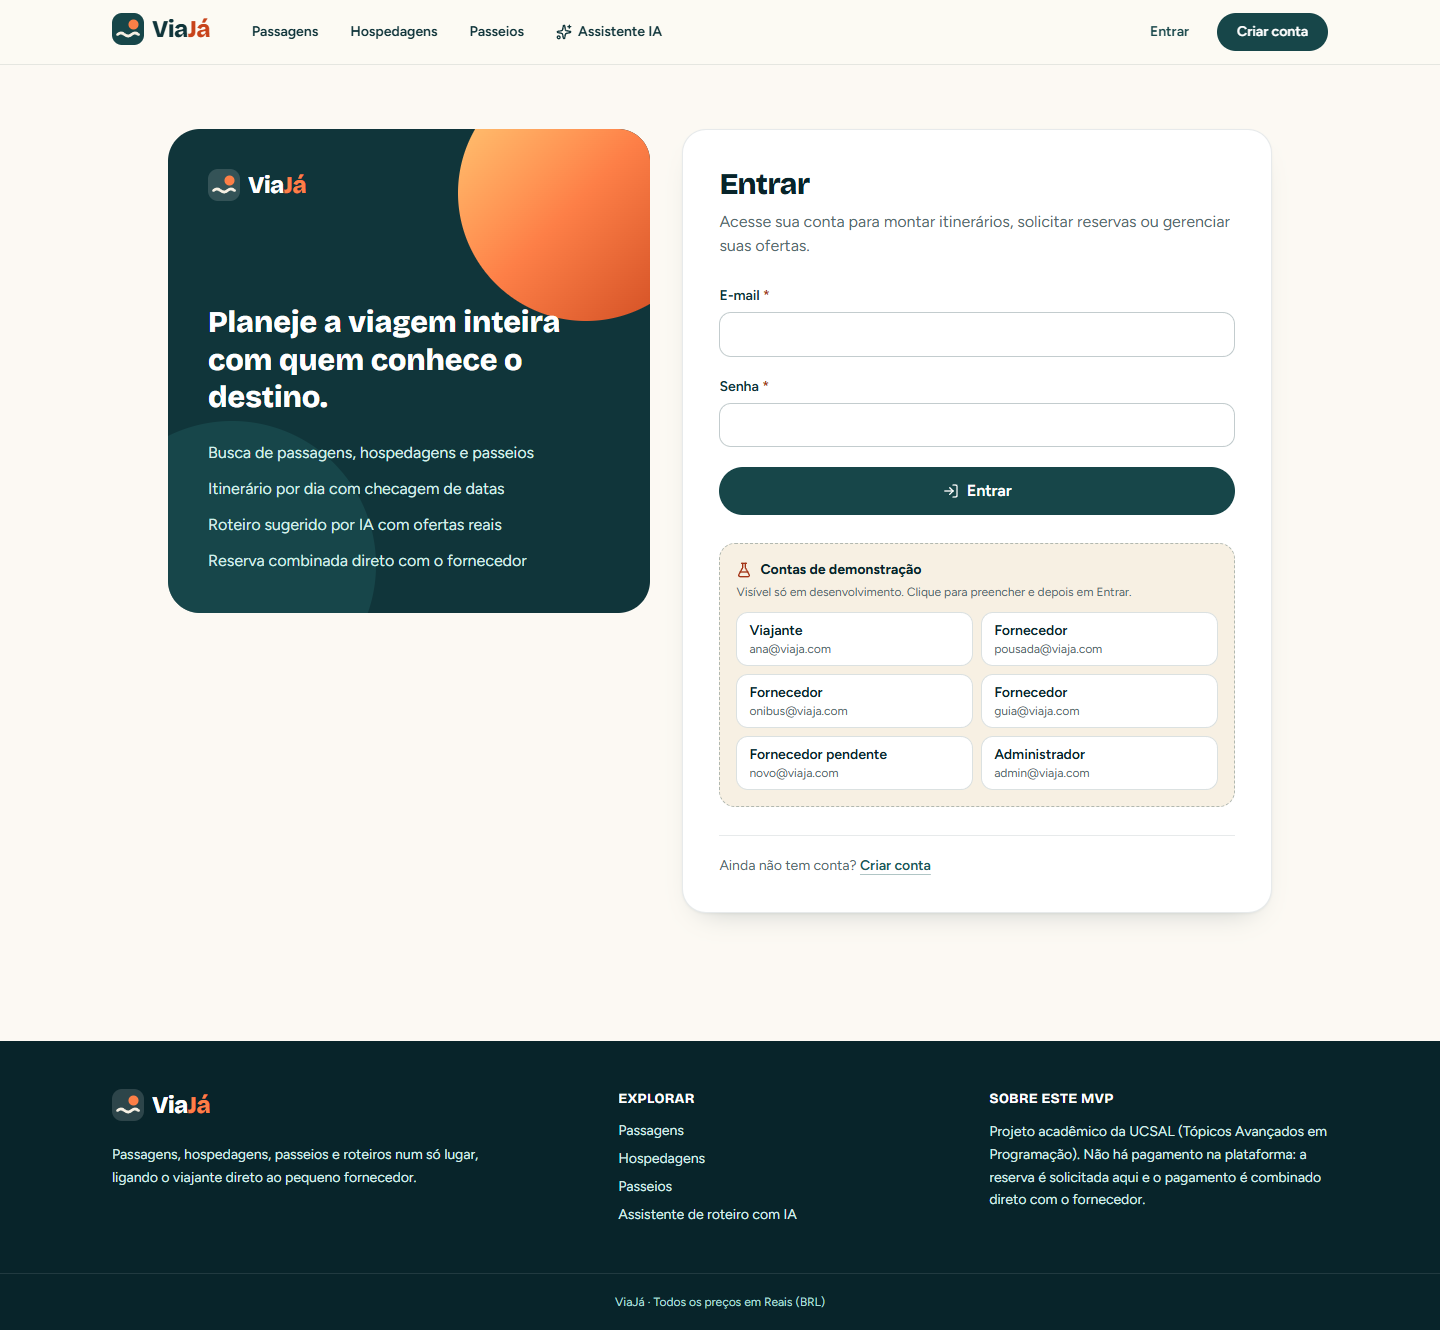 ViaJá
Passagens
Hospedagens
Passeios
Assistente IA
Entrar
Criar conta
ViaJá
Planeje a viagem inteira
com quem conhece o
destino.
Busca de passagens, hospedagens e passeios
Itinerário por dia com checagem de datas
Roteiro sugerido por IA com ofertas reais
Reserva combinada direto com o fornecedor
Entrar
Acesse sua conta para montar itinerários, solicitar reservas ou gerenciar
suas ofertas.
E-mail *
Senha *
Entrar
Contas de demonstração
Visível só em desenvolvimento. Clique para preencher e depois em Entrar.
Viajante
ana@viaja.com
Fornecedor
pousada@viaja.com
Fornecedor
onibus@viaja.com
Fornecedor
guia@viaja.com
Fornecedor pendente
novo@viaja.com
Administrador
admin@viaja.com
Ainda não tem conta? Criar conta
ViaJá
Passagens, hospedagens, passeios e roteiros num só lugar,
ligando o viajante direto ao pequeno fornecedor.
EXPLORAR
Passagens
Hospedagens
Passeios
Assistente de roteiro com IA
SOBRE ESTE MVP
Projeto acadêmico da UCSAL (Tópicos Avançados em
Programação). Não há pagamento na plataforma: a
reserva é solicitada aqui e o pagamento é combinado
direto com o fornecedor.
ViaJá · Todos os preços em Reais (BRL)